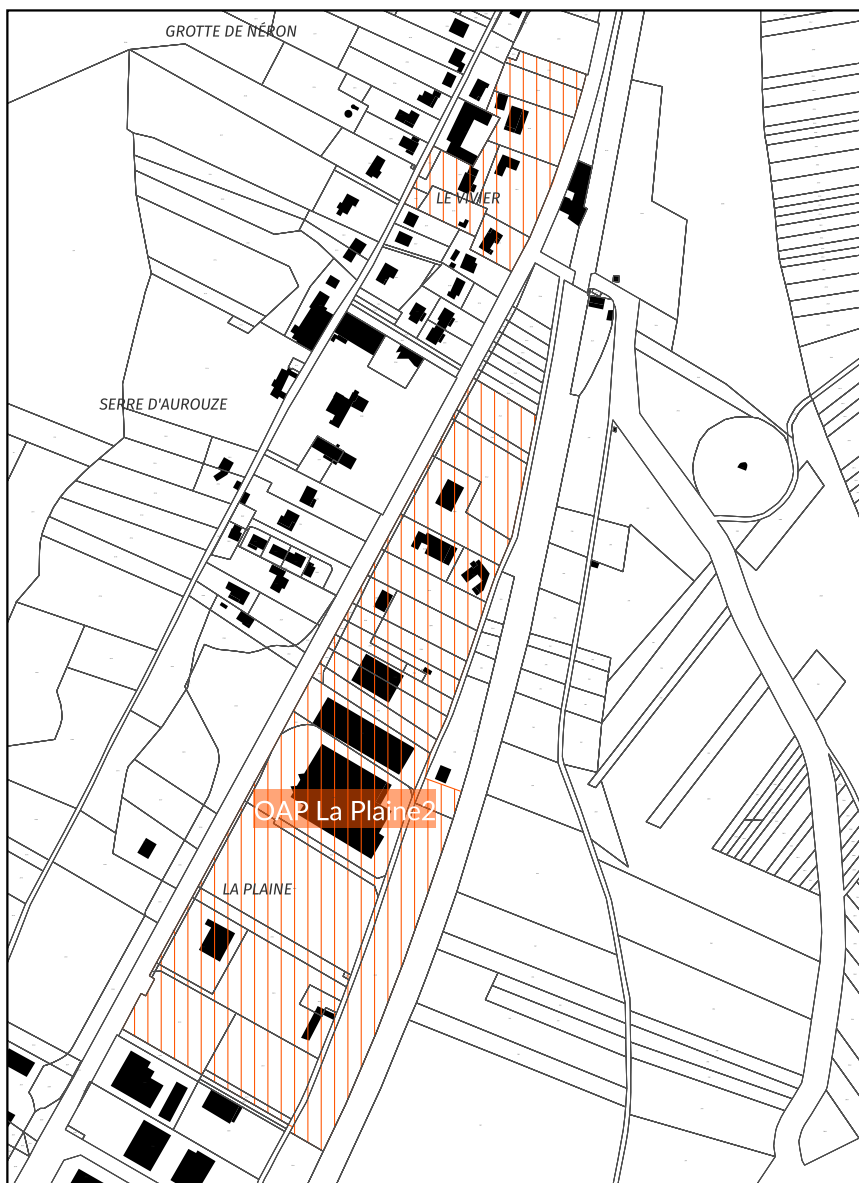 GROTTE DE NÉRON
LE VIVIER
SERRE D'AUROUZE
OAP La Plaine2
LA PLAINE